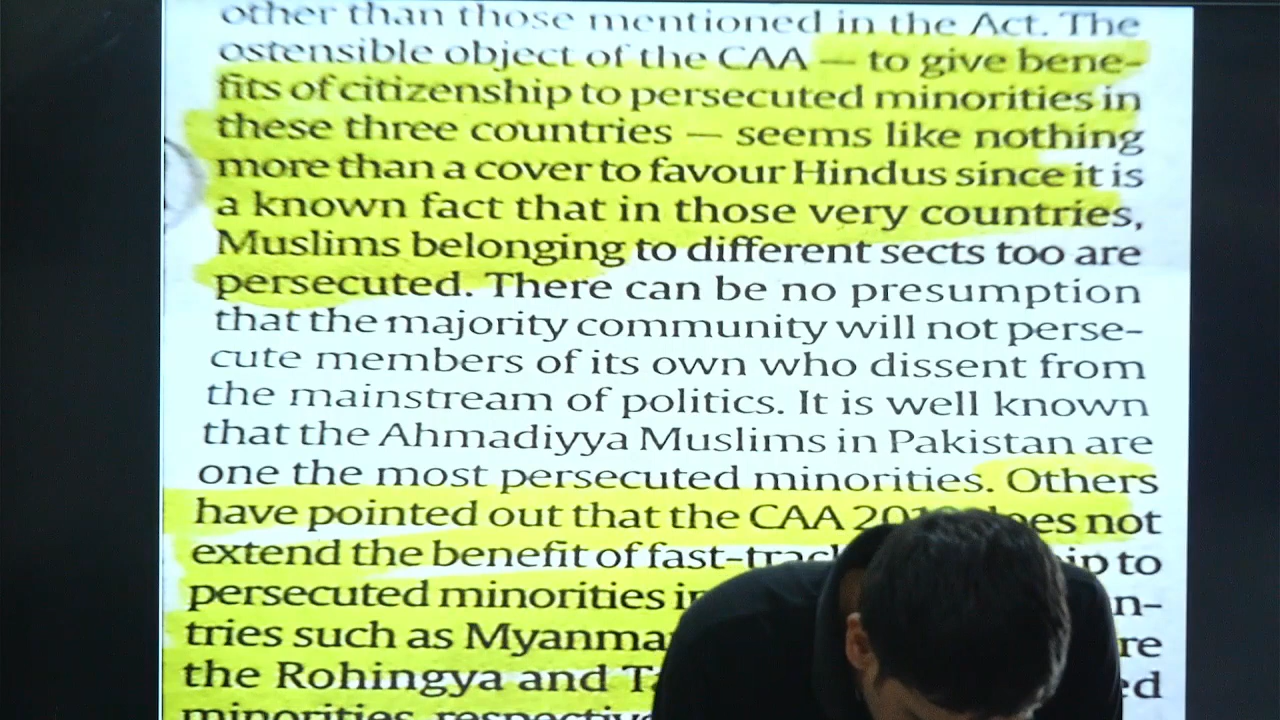 other than those mentioned in the Act. The
ostensible object of the CAA — to give bene-
fits of citizenship to persecuted minorities in
these three countries — seems like nothing
more than a cover to favour Hindus since it is
a known fact that in those very countries,
Muslims belonging to different sects too are
persecuted. There can be no presumption
that the majority community will not perse-
cute members of its own who dissent from
the mainstream of politics. It is well known
that the Ahmadiyya Muslims in Pakistan are
one the most persecuted minorities. Others
have pointed out that the CAA not
extend the benefit of to
persecuted minorities
tries such as
the Rohingya and
minorities,